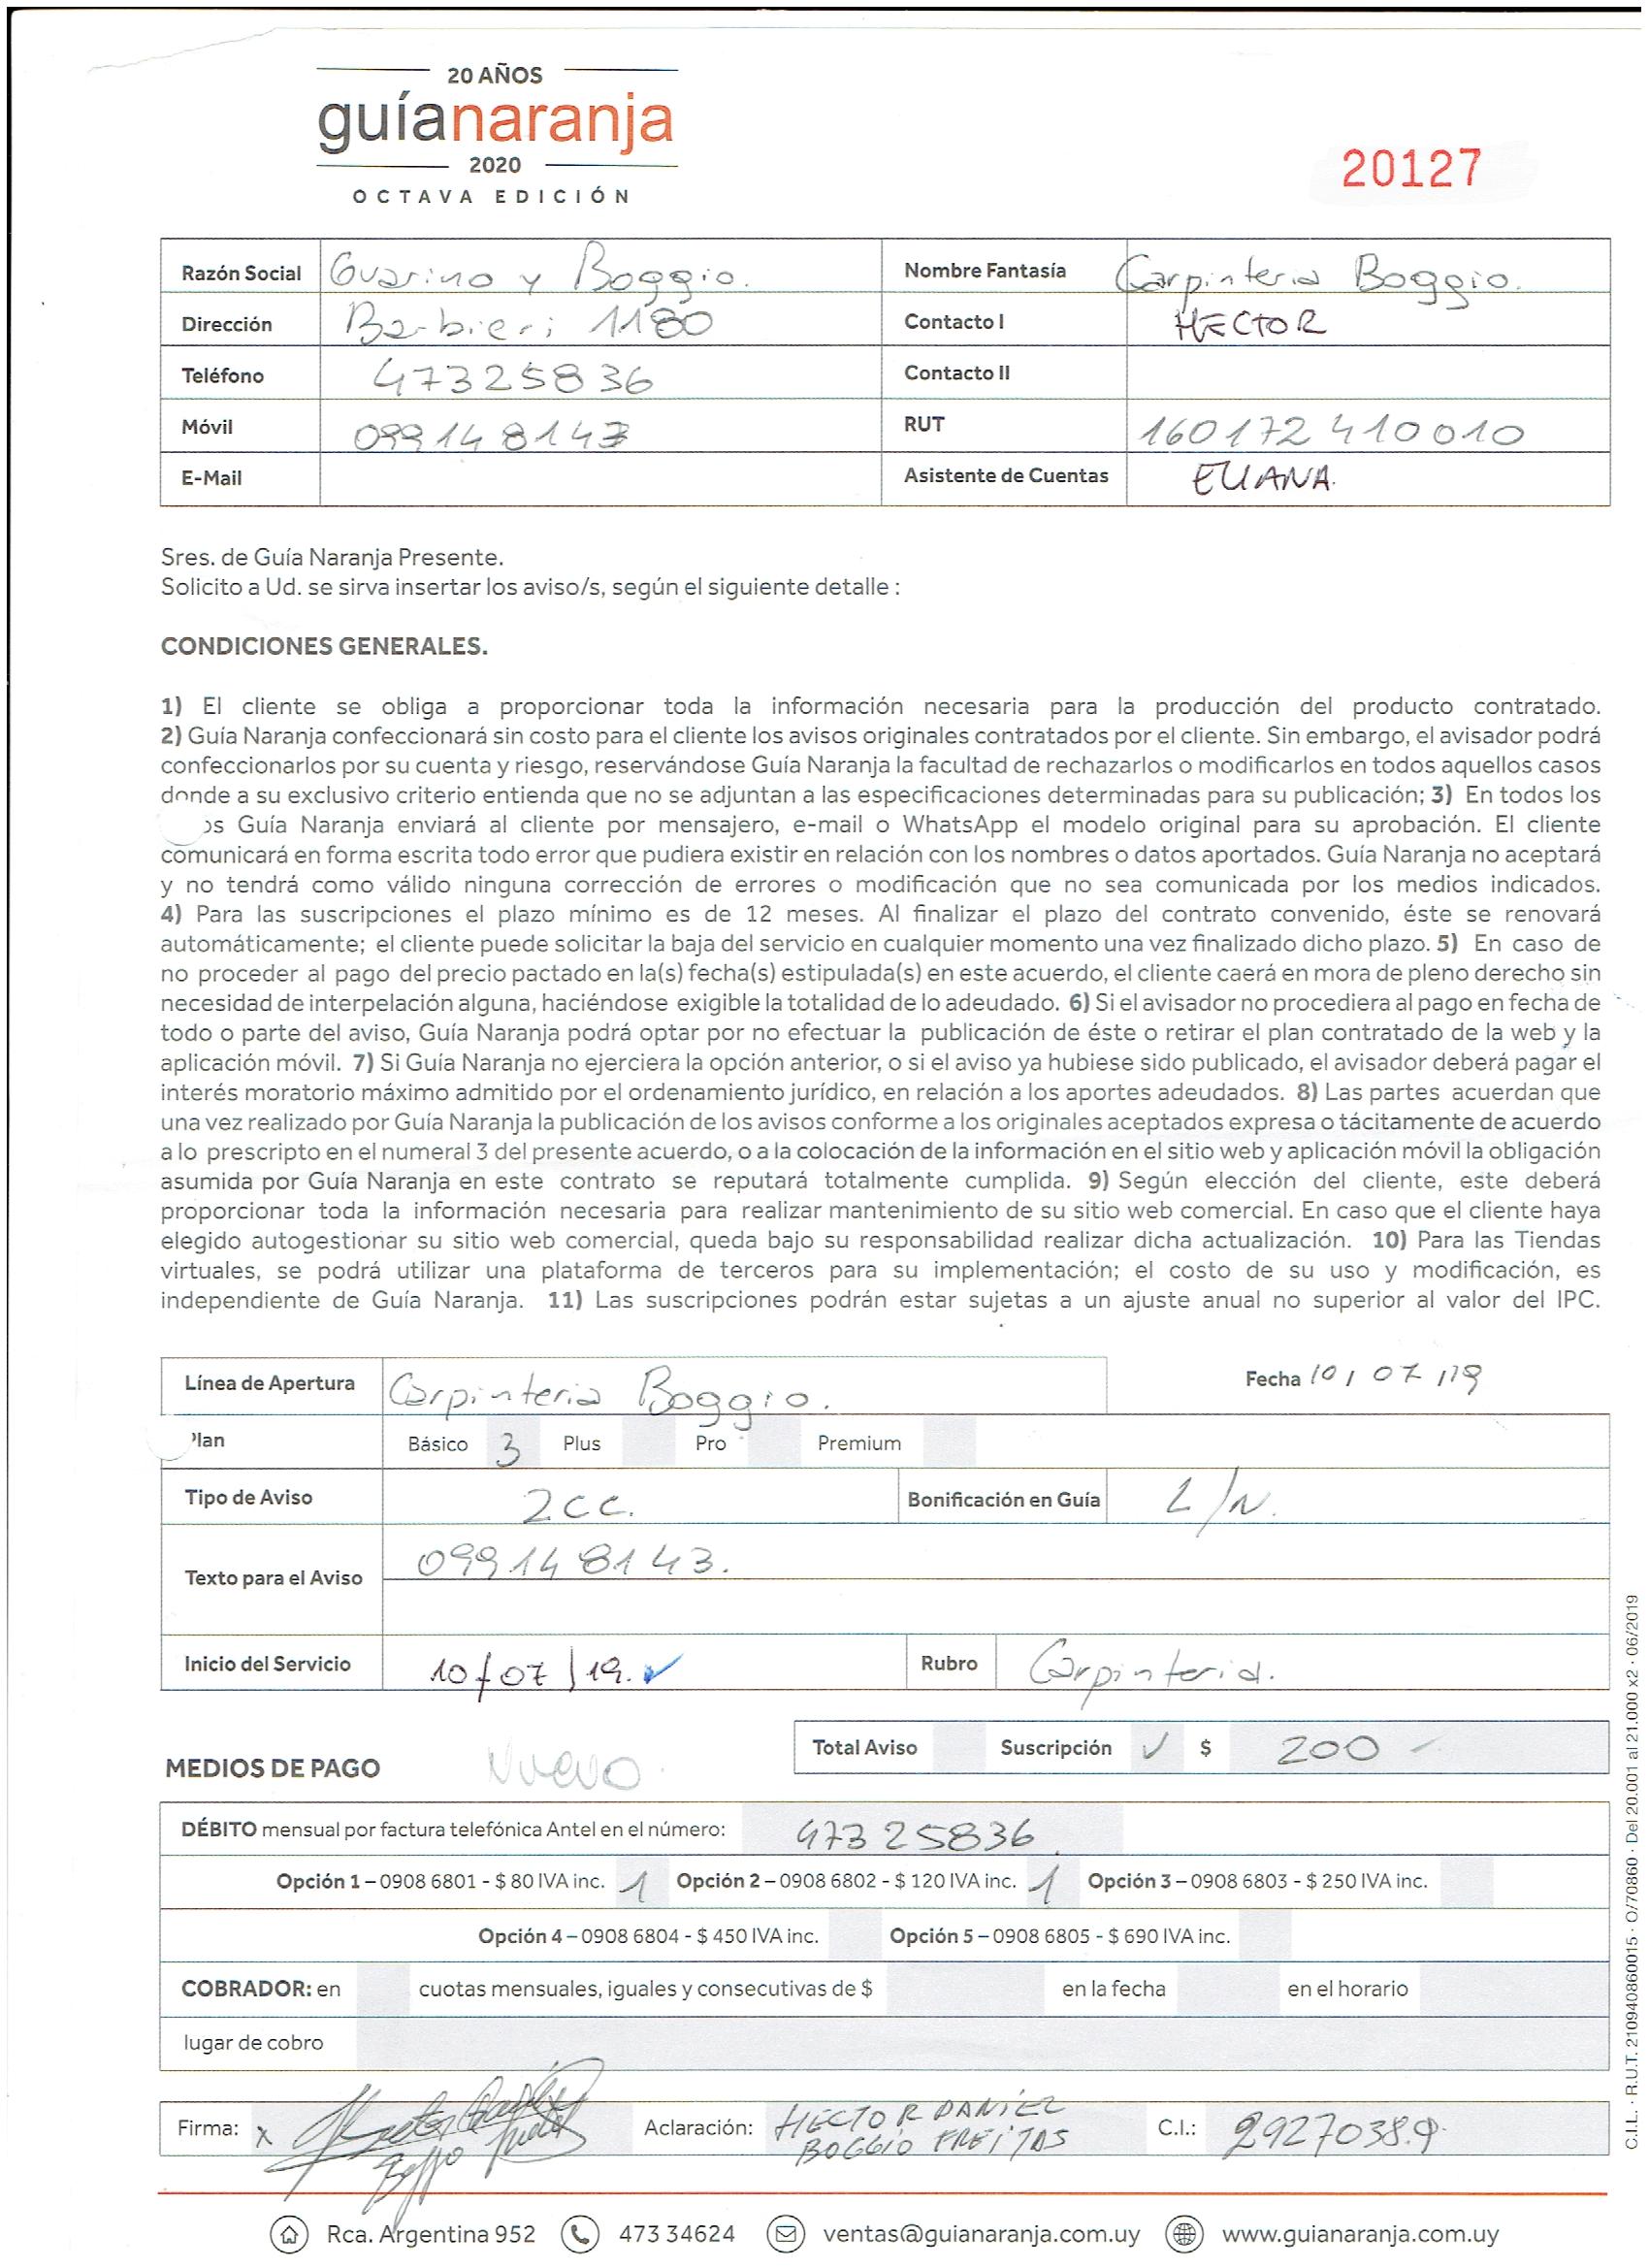 20 AÑOS
guíanaranja
2020
OCTAVA EDICIÓN
20127
Razón Social Guarino y Boggio. Nombre Fantasía Carpinteria Boggio.
Dirección Barbieri 1180 Contacto I HECTOR
Teléfono 47325836 Contacto II
Móvil 099148143 RUT 160172410010
E-Mail Asistente de Cuentas ELIANA.
Sres. de Guía Naranja Presente.
Solicito a Ud. se sirva insertar los aviso/s, según el siguiente detalle :
CONDICIONES GENERALES.
1) El cliente se obliga a proporcionar toda la información necesaria para la producción del producto contratado.
2) Guía Naranja confeccionará sin costo para el cliente los avisos originales contratados por el cliente. Sin embargo, el avisador podrá
confeccionarlos por su cuenta y riesgo, reservándose Guía Naranja la facultad de rechazarlos o modificarlos en todos aquellos casos
donde a su exclusivo criterio entienda que no se adjuntan a las especificaciones determinadas para su publicación; 3) En todos los
os Guía Naranja enviará al cliente por mensajero, e-mail o WhatsApp el modelo original para su aprobación. El cliente
comunicará en forma escrita todo error que pudiera existir en relación con los nombres o datos aportados. Guía Naranja no aceptará
y no tendrá como válido ninguna corrección de errores o modificación que no sea comunicada por los medios indicados.
4) Para las suscripciones el plazo mínimo es de 12 meses. Al finalizar el plazo del contrato convenido, éste se renovará
automáticamente; el cliente puede solicitar la baja del servicio en cualquier momento una vez finalizado dicho plazo. 5) En caso de
no proceder al pago del precio pactado en la(s) fecha(s) estipulada(s) en este acuerdo, el cliente caerá en mora de pleno derecho sin
necesidad de interpelación alguna, haciéndose exigible la totalidad de lo adeudado. 6) Si el avisador no procediera al pago en fecha de
todo o parte del aviso, Guía Naranja podrá optar por no efectuar la publicación de éste o retirar el plan contratado de la web y la
aplicación móvil. 7) Si Guía Naranja no ejerciera la opción anterior, o si el aviso ya hubiese sido publicado, el avisador deberá pagar el
interés moratorio máximo admitido por el ordenamiento jurídico, en relación a los aportes adeudados. 8) Las partes acuerdan que
una vez realizado por Guía Naranja la publicación de los avisos conforme a los originales aceptados expresa o tácitamente de acuerdo
a lo prescripto en el numeral 3 del presente acuerdo, o a la colocación de la información en el sitio web y aplicación móvil la obligación
asumida por Guía Naranja en este contrato se reputará totalmente cumplida. 9) Según elección del cliente, este deberá
proporcionar toda la información necesaria para realizar mantenimiento de su sitio web comercial. En caso que el cliente haya
elegido autogestionar su sitio web comercial, queda bajo su responsabilidad realizar dicha actualización. 10) Para las Tiendas
virtuales, se podrá utilizar una plataforma de terceros para su implementación; el costo de su uso y modificación, es
independiente de Guía Naranja. 11) Las suscripciones podrán estar sujetas a un ajuste anual no superior al valor del IPC.
Línea de Apertura Carpinteria Boggio. Fecha 10/07/19
Plan Básico 3 Plus Pro Premium
Tipo de Aviso 2CC. Bonificación en Guía L/N.
Texto para el Aviso 099148143.
Inicio del Servicio 10/07/19. ✓ Rubro Carpinteria.
Total Aviso Suscripción ✓ $ 200 -
MEDIOS DE PAGO Nuevo
DÉBITO mensual por factura telefónica Antel en el número: 47325836
Opción 1 – 0908 6801 - $ 80 IVA inc. 1 Opción 2 – 0908 6802 - $ 120 IVA inc. 1 Opción 3 – 0908 6803 - $ 250 IVA inc.
Opción 4 – 0908 6804 - $ 450 IVA inc. Opción 5 – 0908 6805 - $ 690 IVA inc.
COBRADOR: en cuotas mensuales, iguales y consecutivas de $ en la fecha en el horario
lugar de cobro
Firma: x Aclaración: HECTOR DANIEL
BOGGIO FREITAS C.I.: 2927038.9.
Rca. Argentina 952 473 34624 ventas@guianaranja.com.uy www.guianaranja.com.uy
C.I.L. · R.U.T. 210940860015 · O/70860 · Del 20.001 al 21.000 x2 · 06/2019